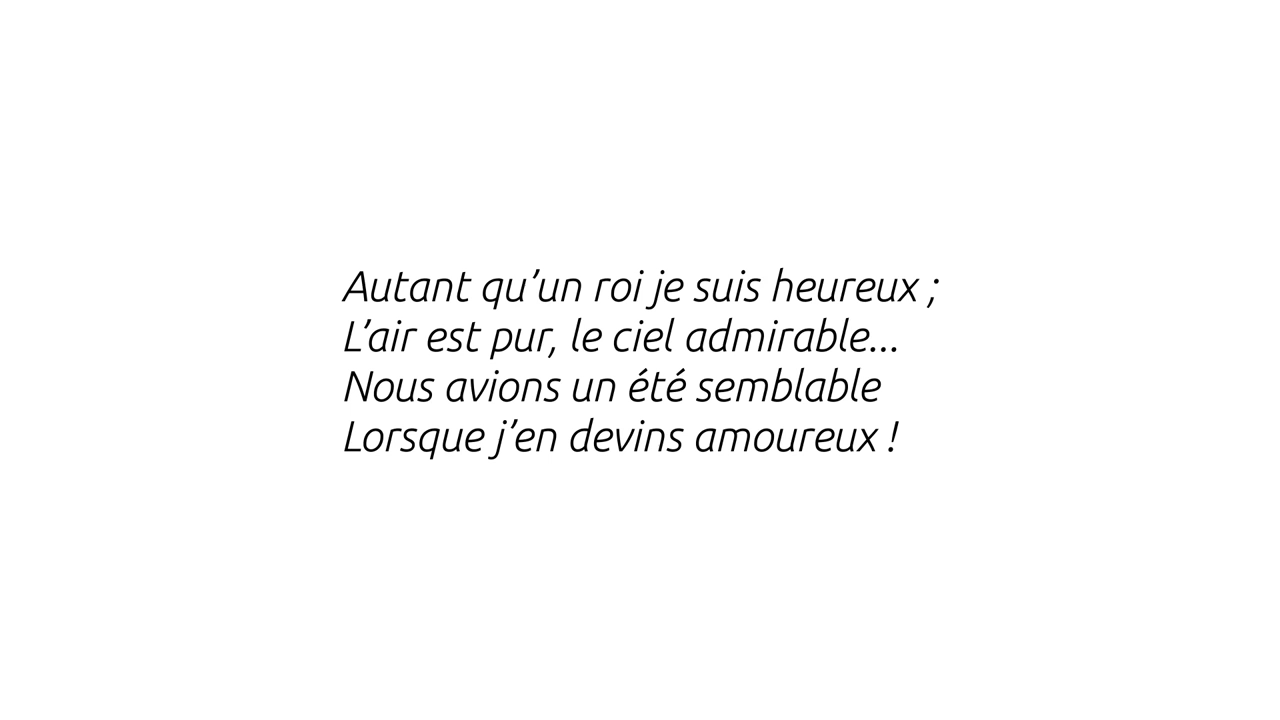 Autant qu’un roi je suis heureux ;
L’air est pur, le ciel admirable...
Nous avions un été semblable
Lorsque j’en devins amoureux !